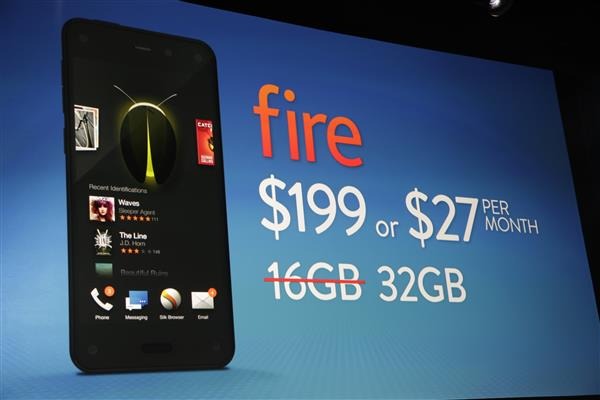 fire
$199 or $27 PER MONTH
16GB 32GB
CATCH
Recent Identifications
Waves
Sleeper Agent
The Line
J.D. Horn
Beautiful Ruins
Phone
Messaging
Silk Browser
Email